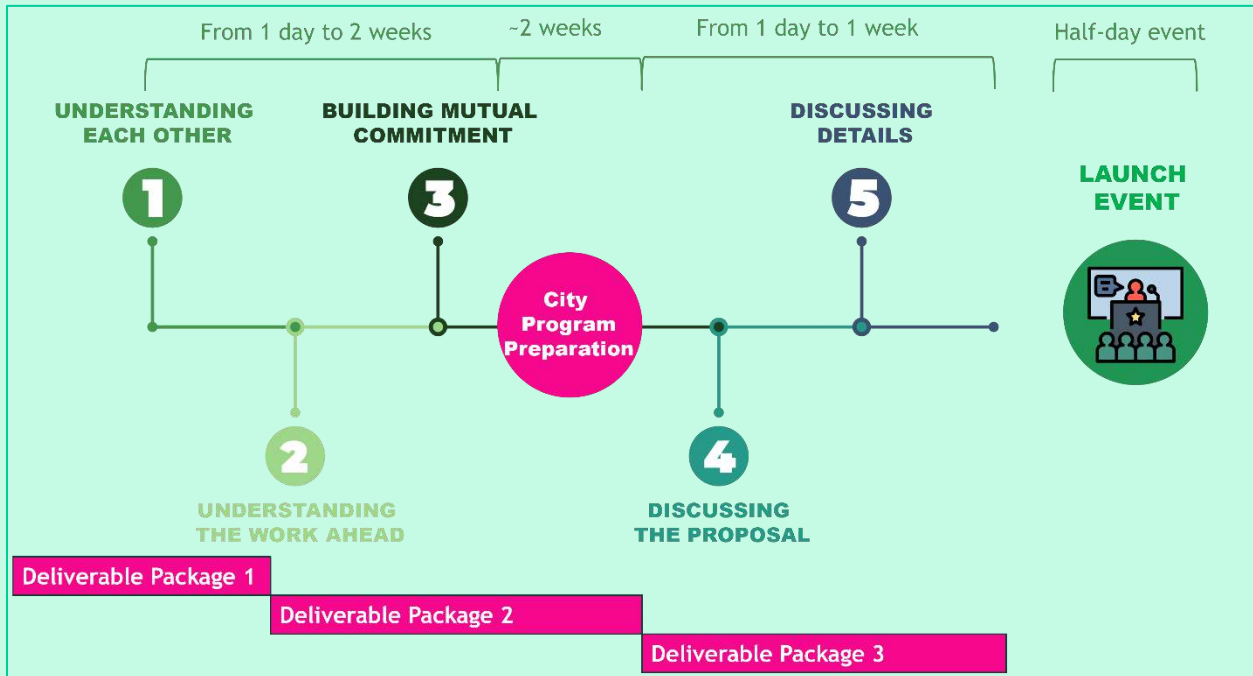 From 1 day to 2 weeks
~2 weeks
From 1 day to 1 week
Half-day event
UNDERSTANDING
EACH OTHER
BUILDING MUTUAL
COMMITMENT
DISCUSSING
DETAILS
1
3
5
LAUNCH
EVENT
City
Program
Preparation
2
4
UNDERSTANDING
THE WORK AHEAD
DISCUSSING
THE PROPOSAL
Deliverable Package 1
Deliverable Package 2
Deliverable Package 3